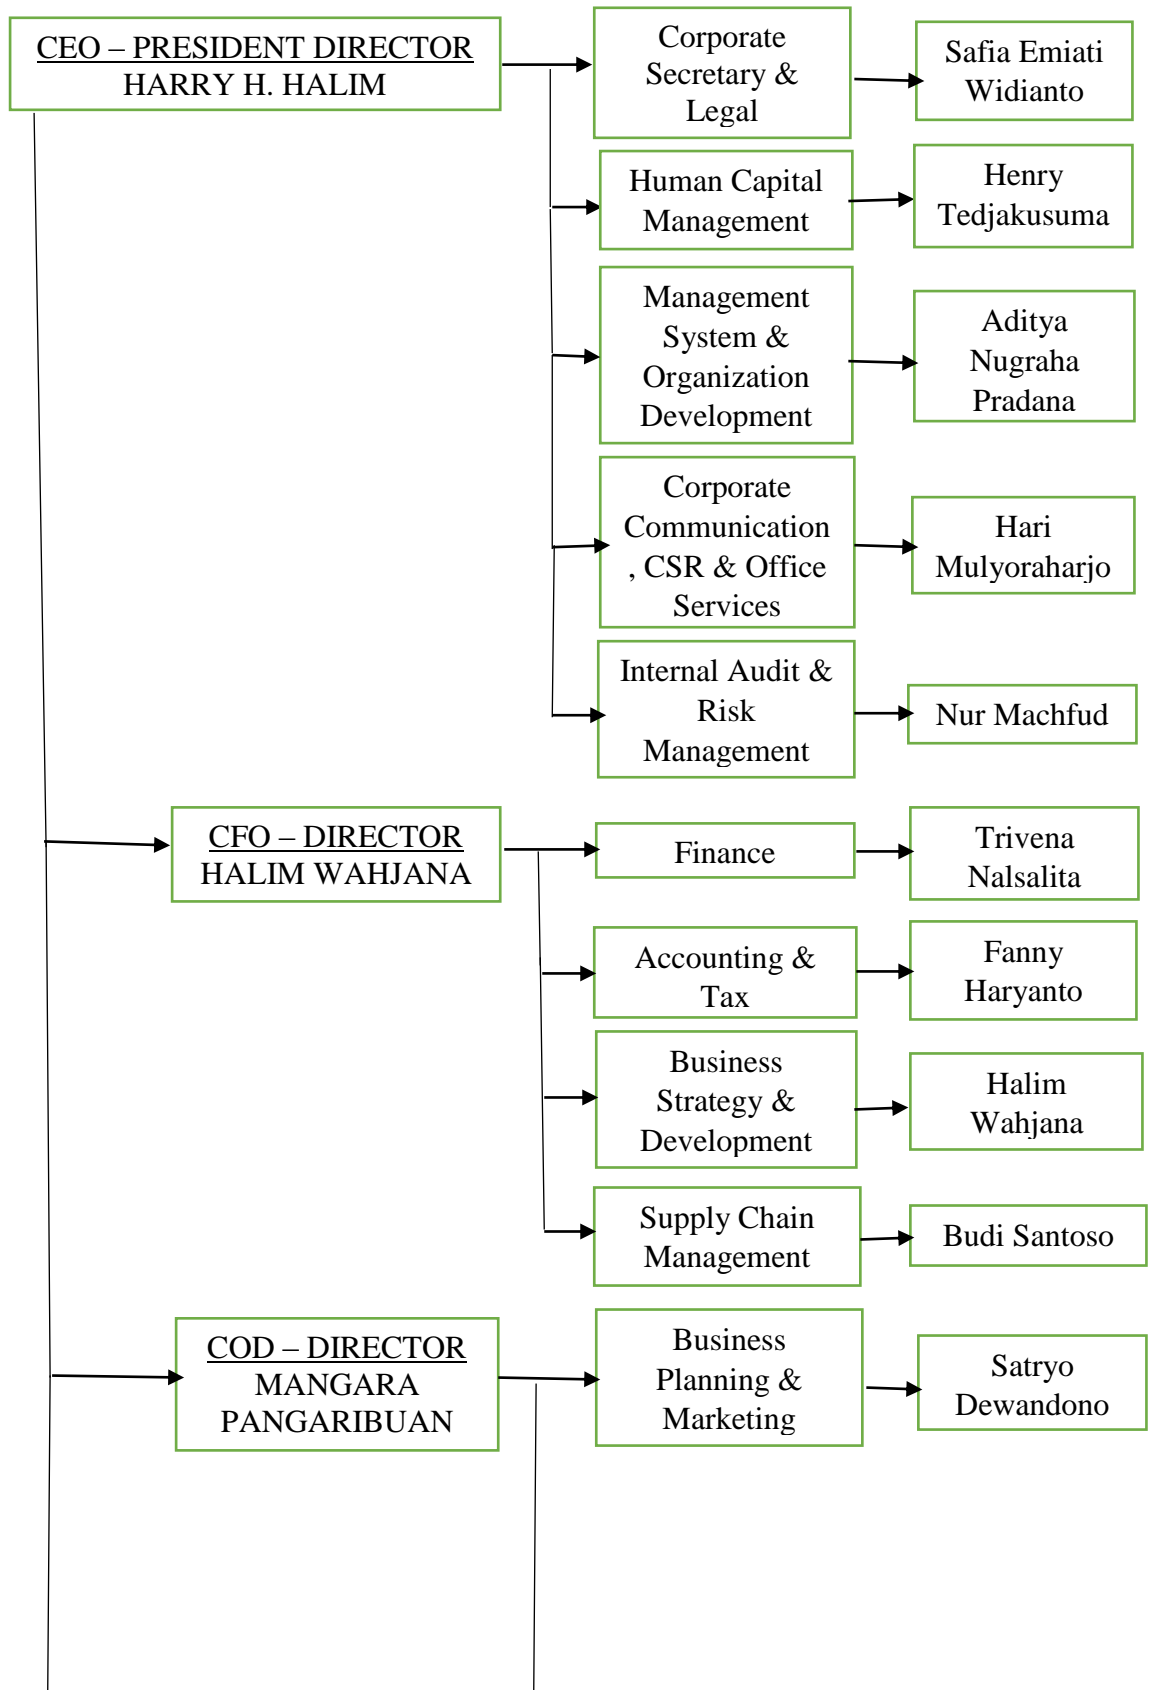 CEO – PRESIDENT DIRECTOR
HARRY H. HALIM
Corporate
Secretary &
Legal
Safia Emiati
Widianto
Human Capital
Management
Henry
Tedjakusuma
Management
System &
Organization
Development
Aditya
Nugraha
Pradana
Corporate
Communication
, CSR & Office
Services
Hari
Mulyoraharjo
Internal Audit &
Risk
Management
Nur Machfud
CFO – DIRECTOR
HALIM WAHJANA
Finance
Trivena
Nalsalita
Accounting &
Tax
Fanny
Haryanto
Business
Strategy &
Development
Halim
Wahjana
Supply Chain
Management
Budi Santoso
COD – DIRECTOR
MANGARA
PANGARIBUAN
Business
Planning &
Marketing
Satryo
Dewandono